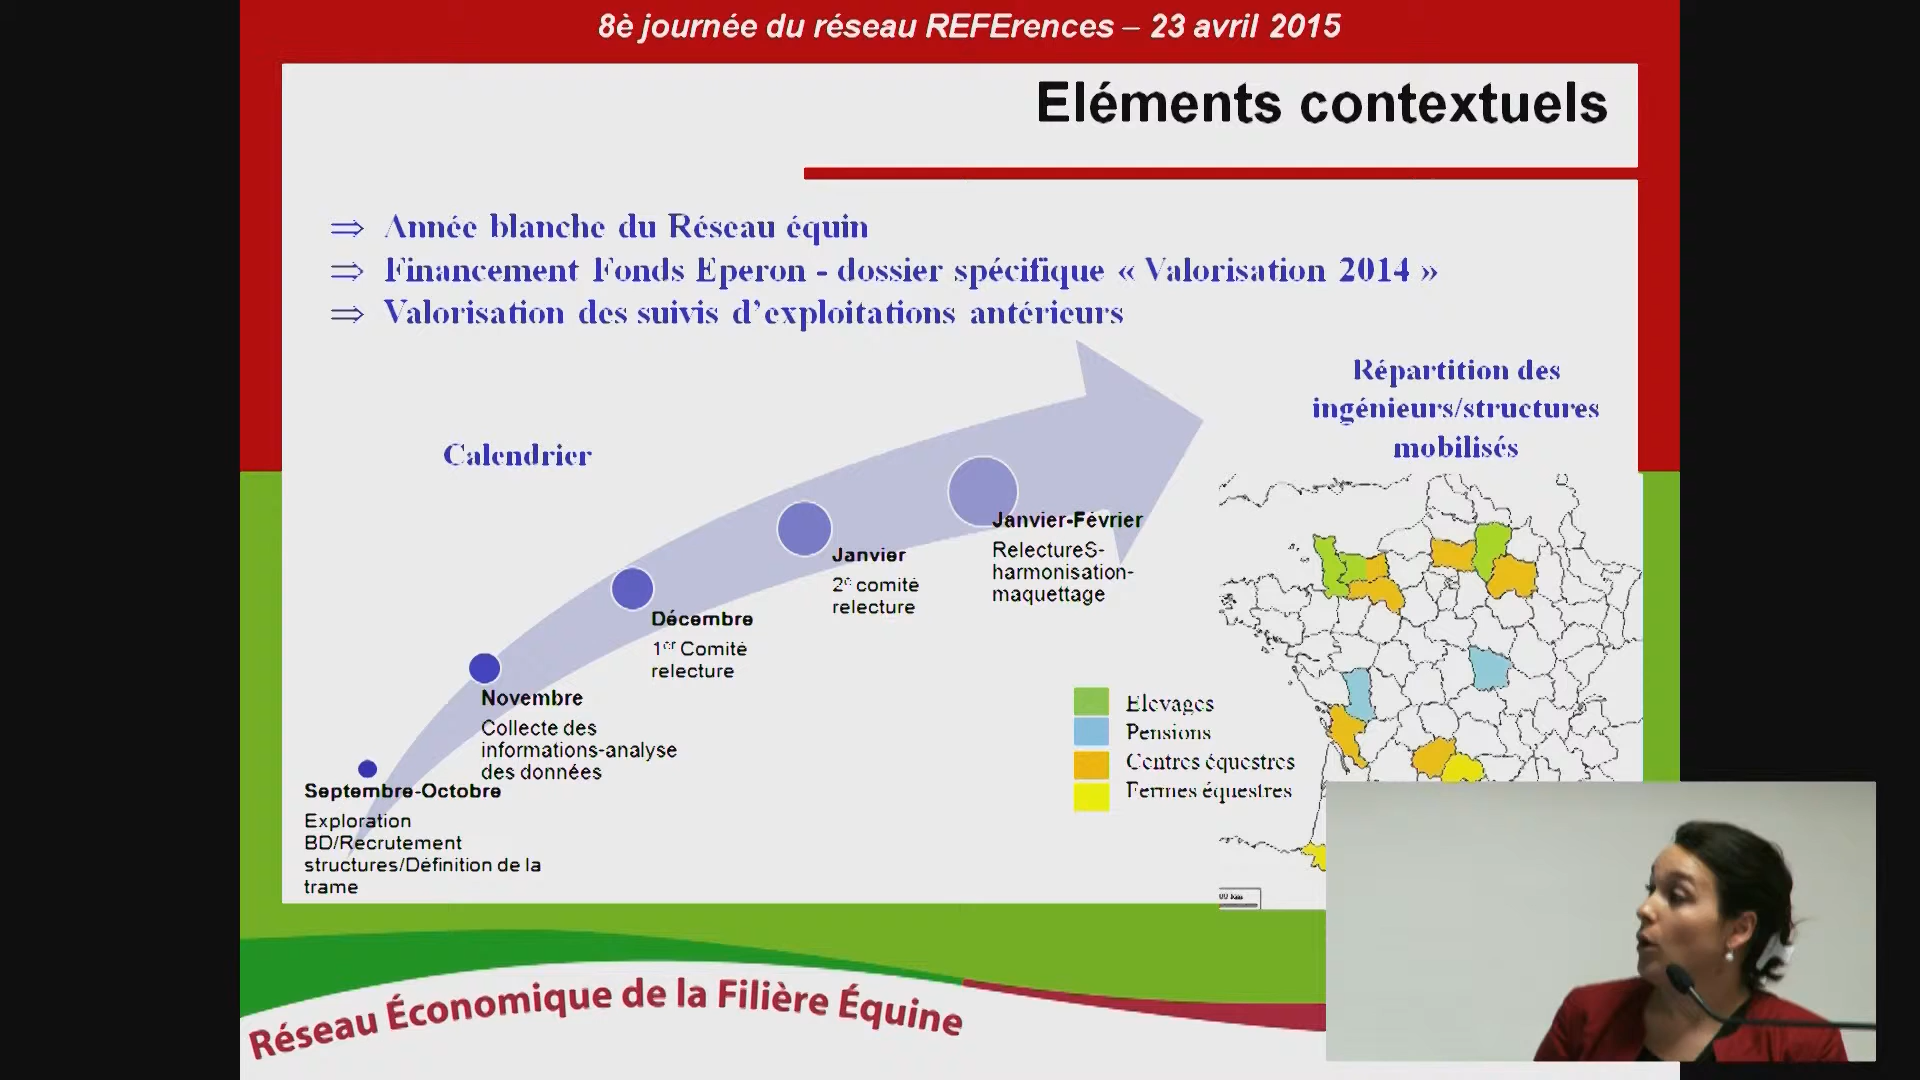 8è journée du réseau REFErences – 23 avril 2015
Eléments contextuels
⇒ Année blanche du Réseau équin
⇒ Financement Fonds Eperon - dossier spécifique « Valorisation 2014 »
⇒ Valorisation des suivis d'exploitations antérieurs
Répartition des
ingénieurs/structures
mobilisés
Calendrier
Janvier-Février
RelectureS-
harmonisation-
maquettage
Janvier
2e comité
relecture
Décembre
1er Comité
relecture
Novembre
Collecte des
informations-analyse
des données
Septembre-Octobre
Exploration
BD/Recrutement
structures/Définition de la
trame
Elevages
Pensions
Centres équestres
Fermes équestres
Réseau Économique de la Filière Équine